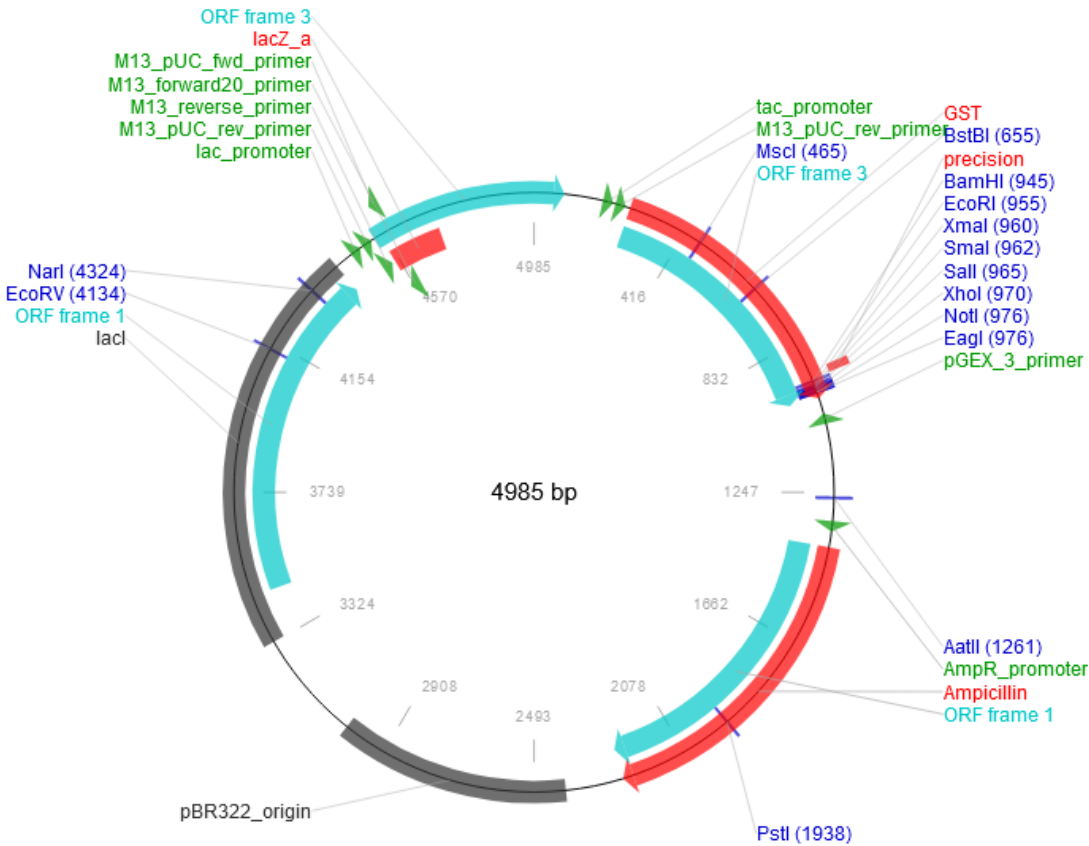 ORF frame 3
lacZ_a
M13_pUC_fwd_primer
M13_forward20_primer
M13_reverse_primer
M13_pUC_rev_primer
lac_promoter
tac_promoter
M13_pUC_rev_primer
MscI (465)
ORF frame 3
GST
BstBI (655)
precision
BamHI (945)
EcoRI (955)
XmaI (960)
SmaI (962)
SalI (965)
XhoI (970)
NotI (976)
EagI (976)
pGEX_3_primer
NarI (4324)
EcoRV (4134)
ORF frame 1
lacI
4985
4570
416
4154
832
3739
4985 bp
1247
3324
1662
2908
2078
2493
AatII (1261)
AmpR_promoter
Ampicillin
ORF frame 1
pBR322_origin
PstI (1938)